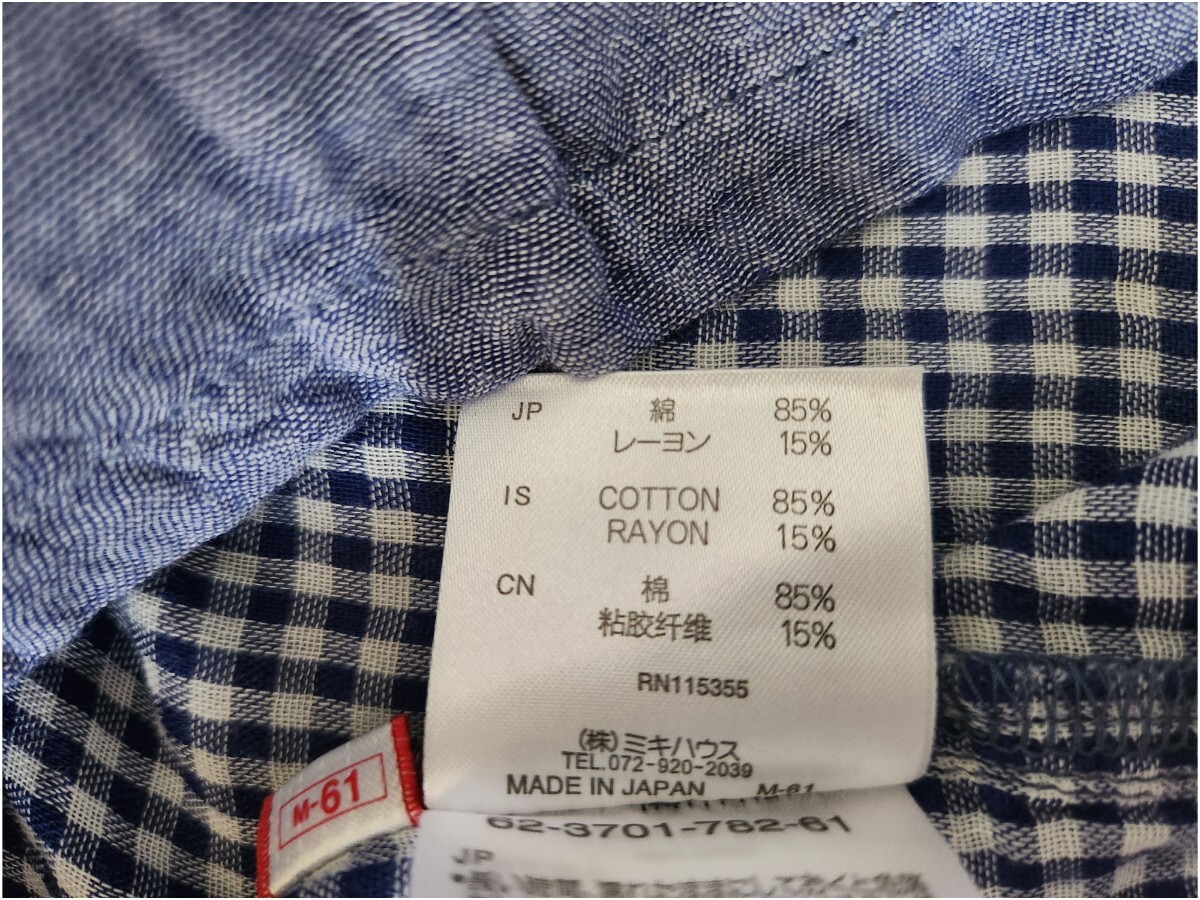 JP 綿 85%
レーヨン 15%
IS COTTON 85%
RAYON 15%
CN 棉 85%
粘胶纤维 15%
RN115355
(株)ミキハウス
TEL.072-920-2039
MADE IN JAPAN M-61
M-61
62-3701-782-61
JP